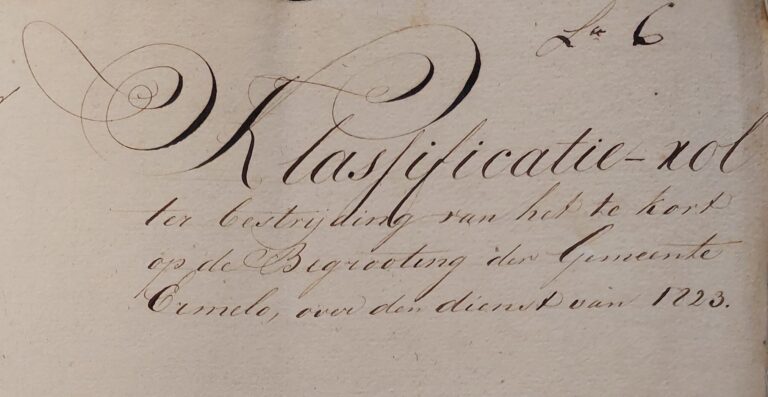 La C
Klassificatie-rol
ter bestrijding van het te kort
op de Begrooting der Gemeente
Ermelo, over den dienst van 1823.